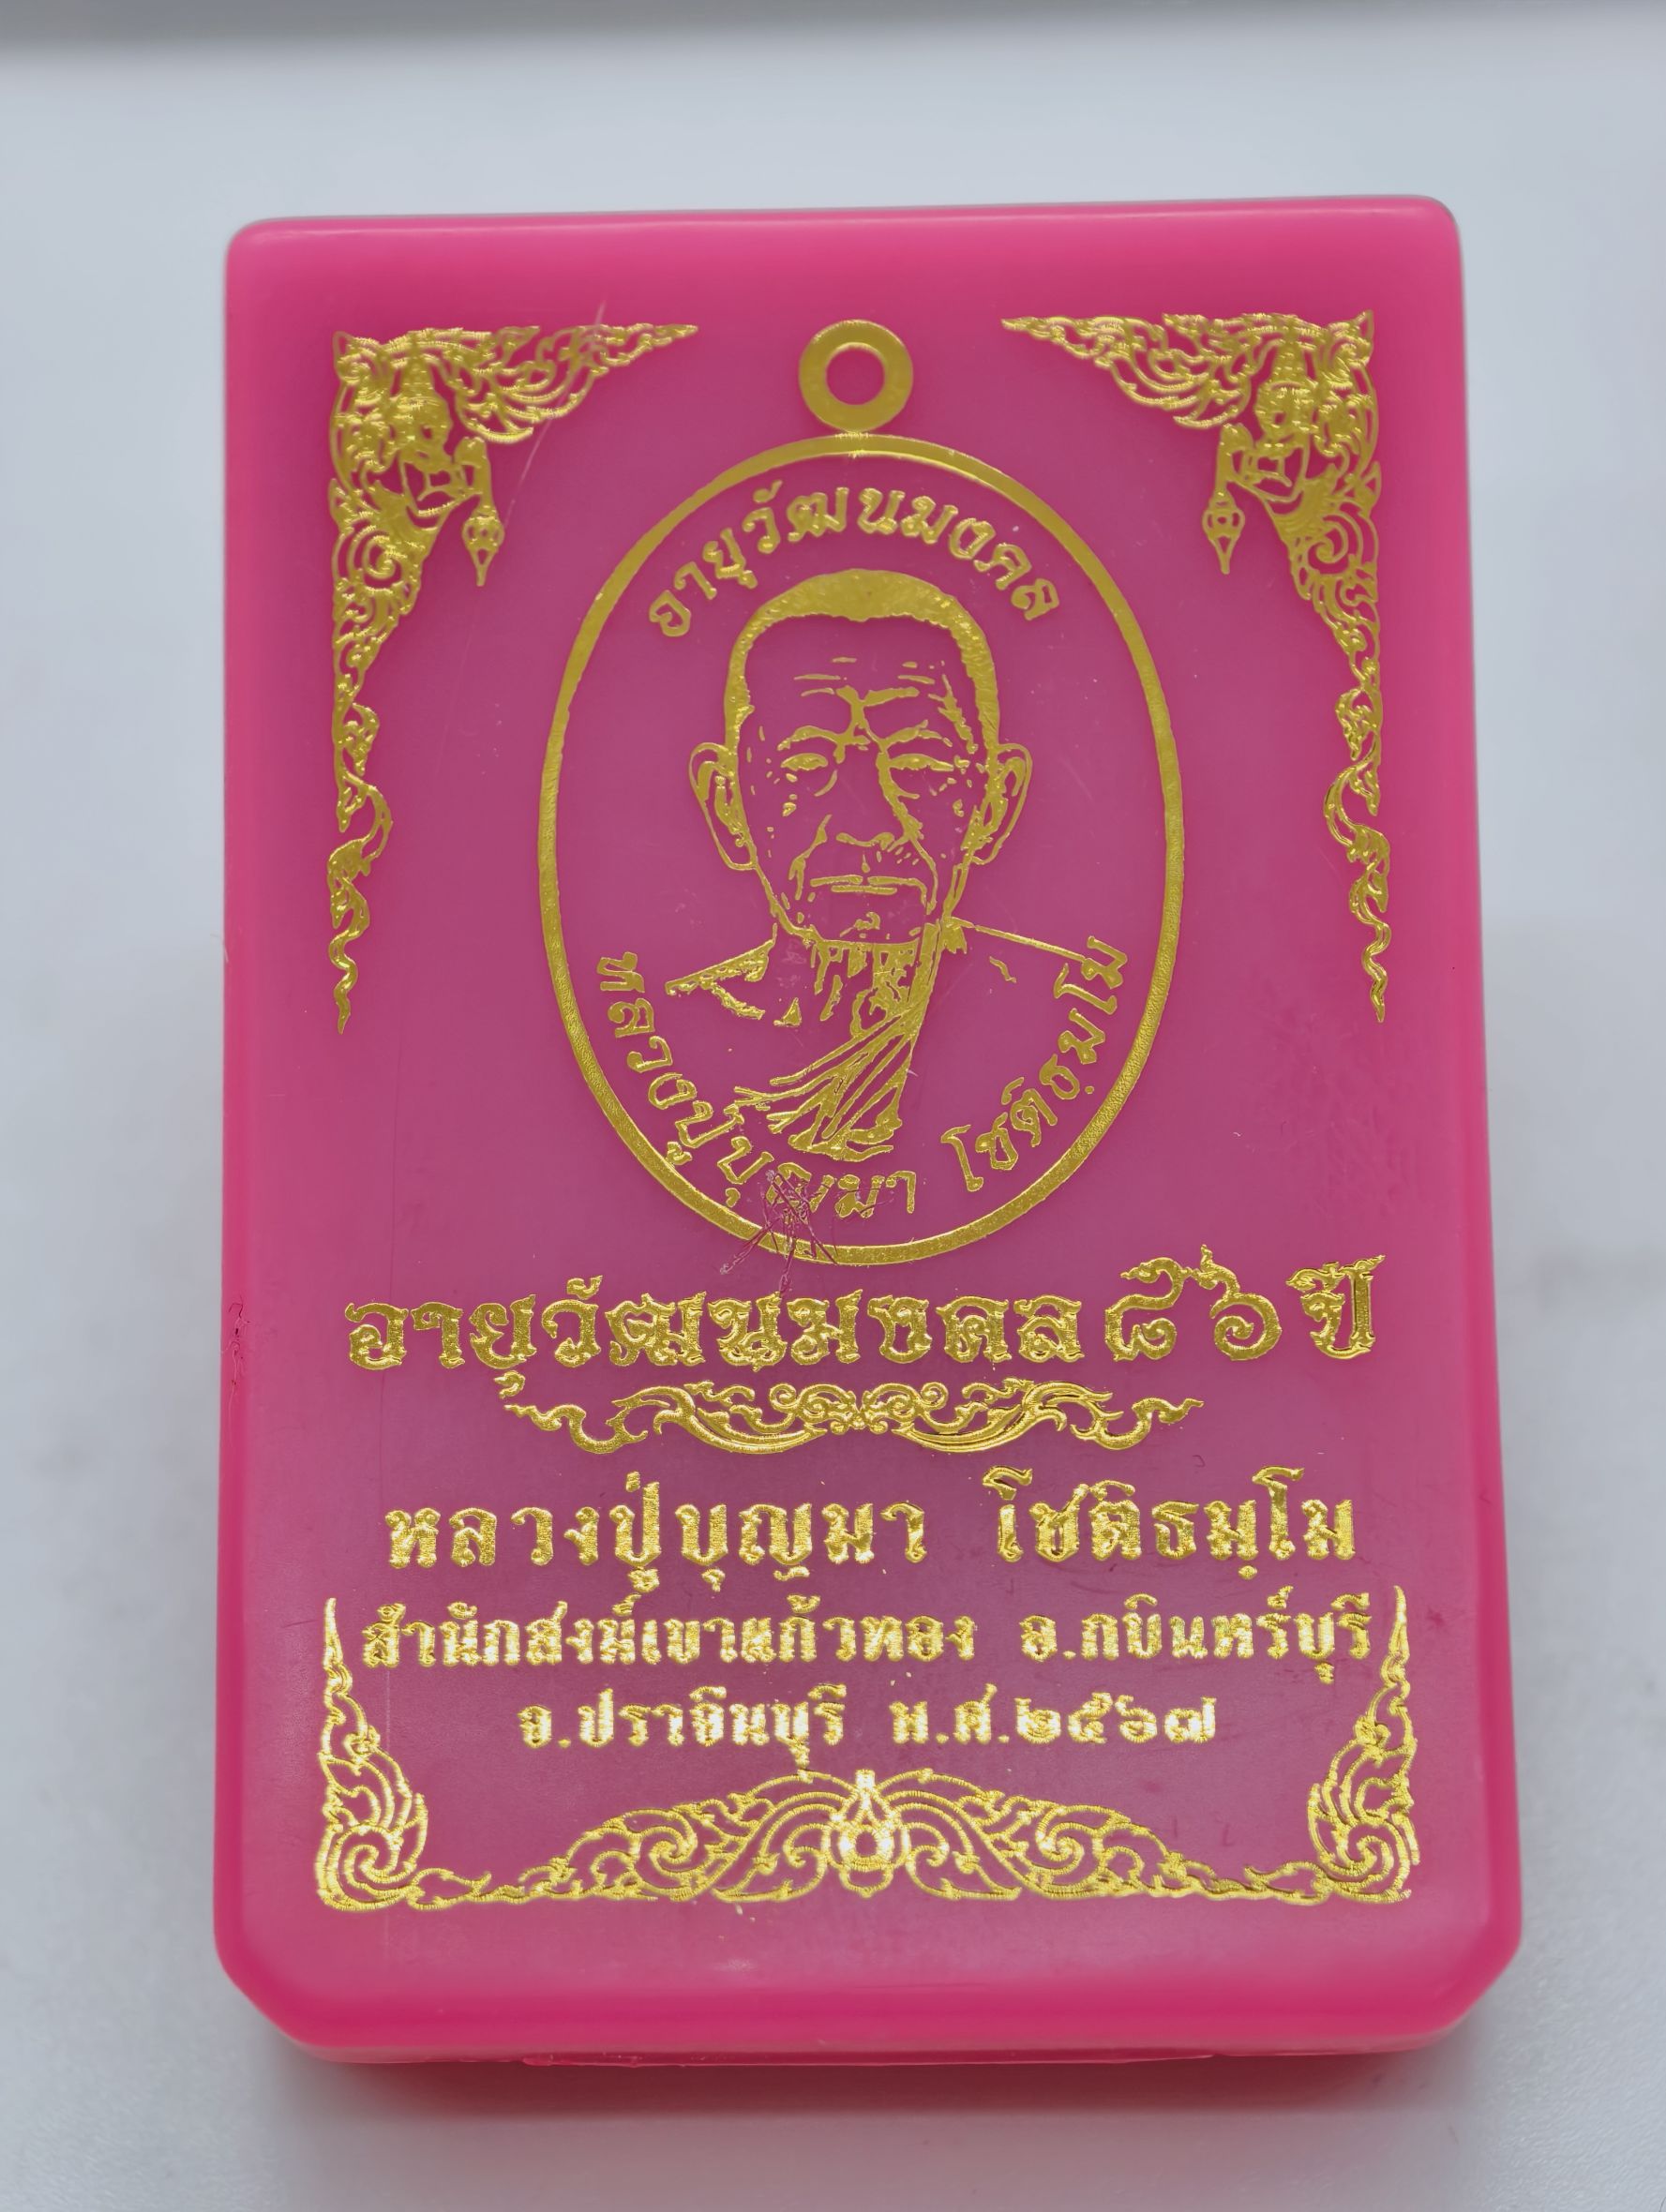 อายุวัฒนมงคล
หลวงปู่บุญมา โชติธมฺโม
อายุวัฒนมงคล ๘๖ ปี
หลวงปู่บุญมา โชติธมฺโม
สำนักสงฆ์เขาแก้วทอง อ.กบินทร์บุรี
จ.ปราจีนบุรี พ.ศ.๒๕๖๗